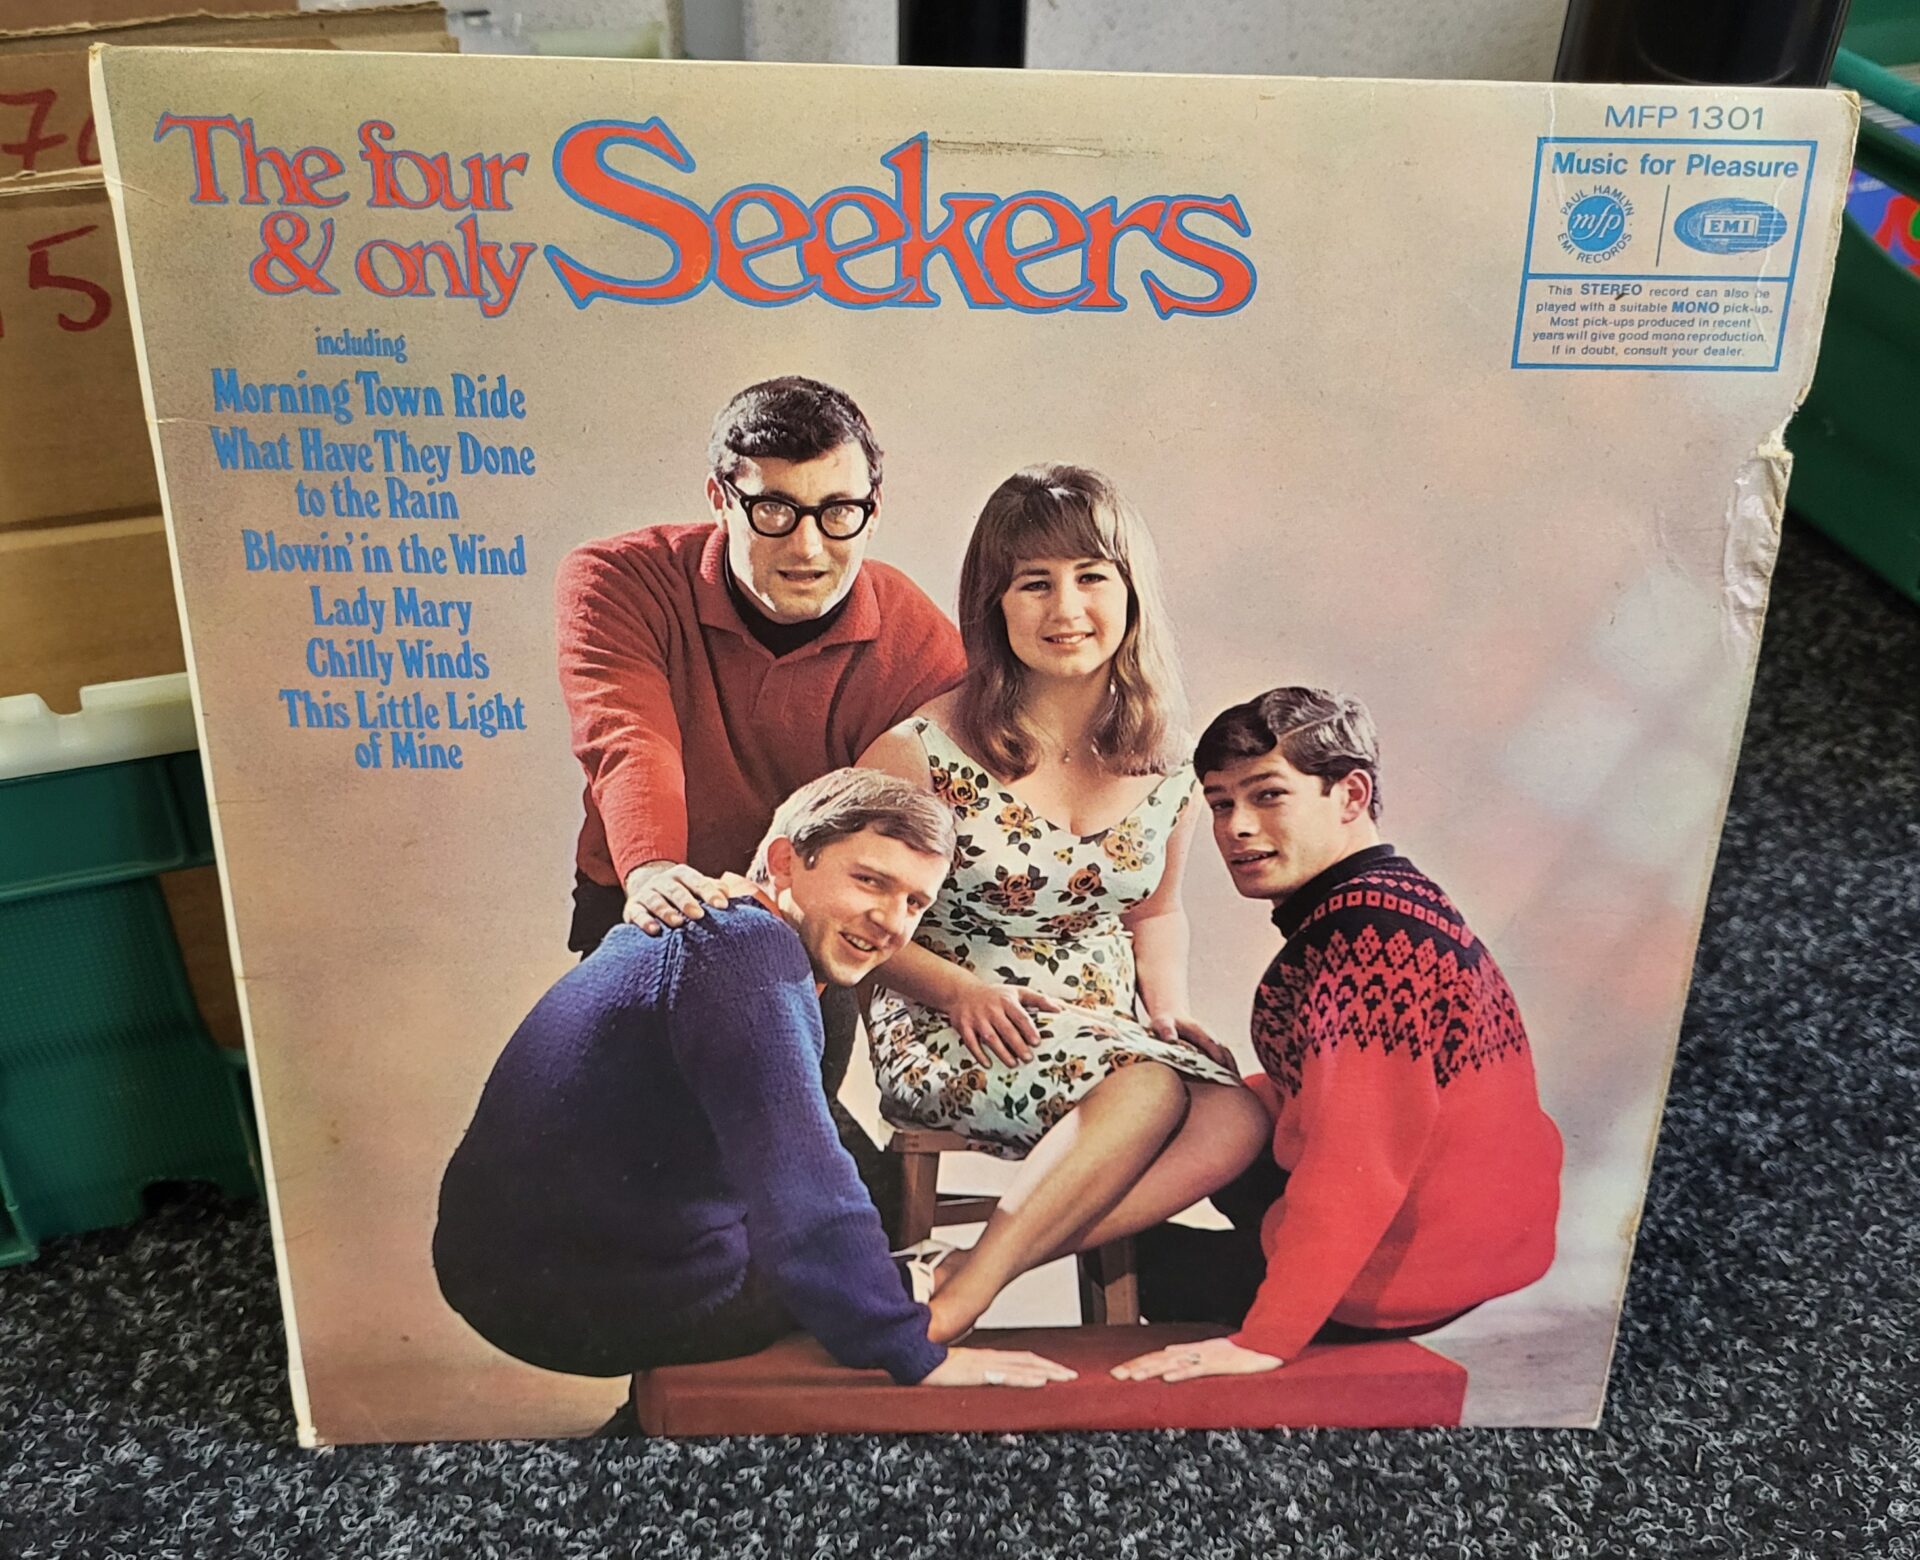 The four
& only
Seekers
including
Morning Town Ride
What Have They Done
to the Rain
Blowin' in the Wind
Lady Mary
Chilly Winds
This Little Light
of Mine
MFP 1301
Music for Pleasure
PAUL HAMLYN
mfp
EMI RECORDS
EMI
This STEREO record can also be
played with a suitable MONO pick-up.
Most pick-ups produced in recent
years will give good mono reproduction.
If in doubt, consult your dealer.
5